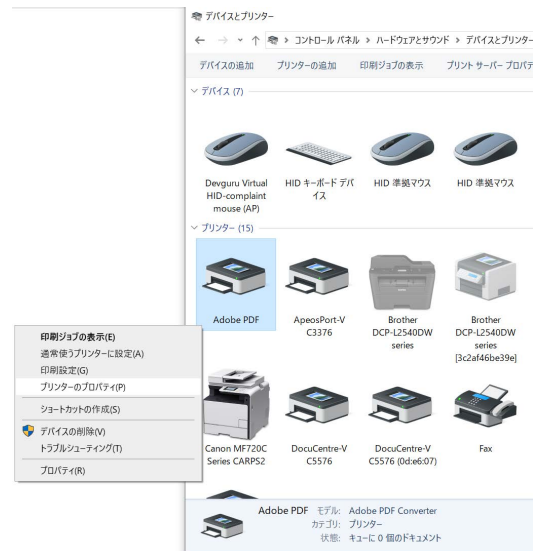 デバイスとプリンター
コントロール パネル > ハードウェアとサウンド > デバイスとプリンター
デバイスの追加 プリンターの追加 印刷ジョブの表示 プリント サーバー プロパテ
デバイス (7)
Devguru Virtual
HID-complaint
mouse (AP)
HID キーボード デバ
イス
HID 準拠マウス
HID 準拠マウス
プリンター (15)
Adobe PDF
ApeosPort-V
C3376
Brother
DCP-L2540DW
series
Brother
DCP-L2540DW
series
[3c2af46be39e]
印刷ジョブの表示(E)
通常使うプリンターに設定(A)
印刷設定(G)
プリンターのプロパティ(P)
ショートカットの作成(S)
デバイスの削除(V)
トラブルシューティング(T)
プロパティ(R)
Canon MF720C
Series CARPS2
DocuCentre-V
C5576
DocuCentre-V
C5576 (0d:e6:07)
Fax
Adobe PDF モデル: Adobe PDF Converter
カテゴリ: プリンター
状態: キューに 0 個のドキュメント